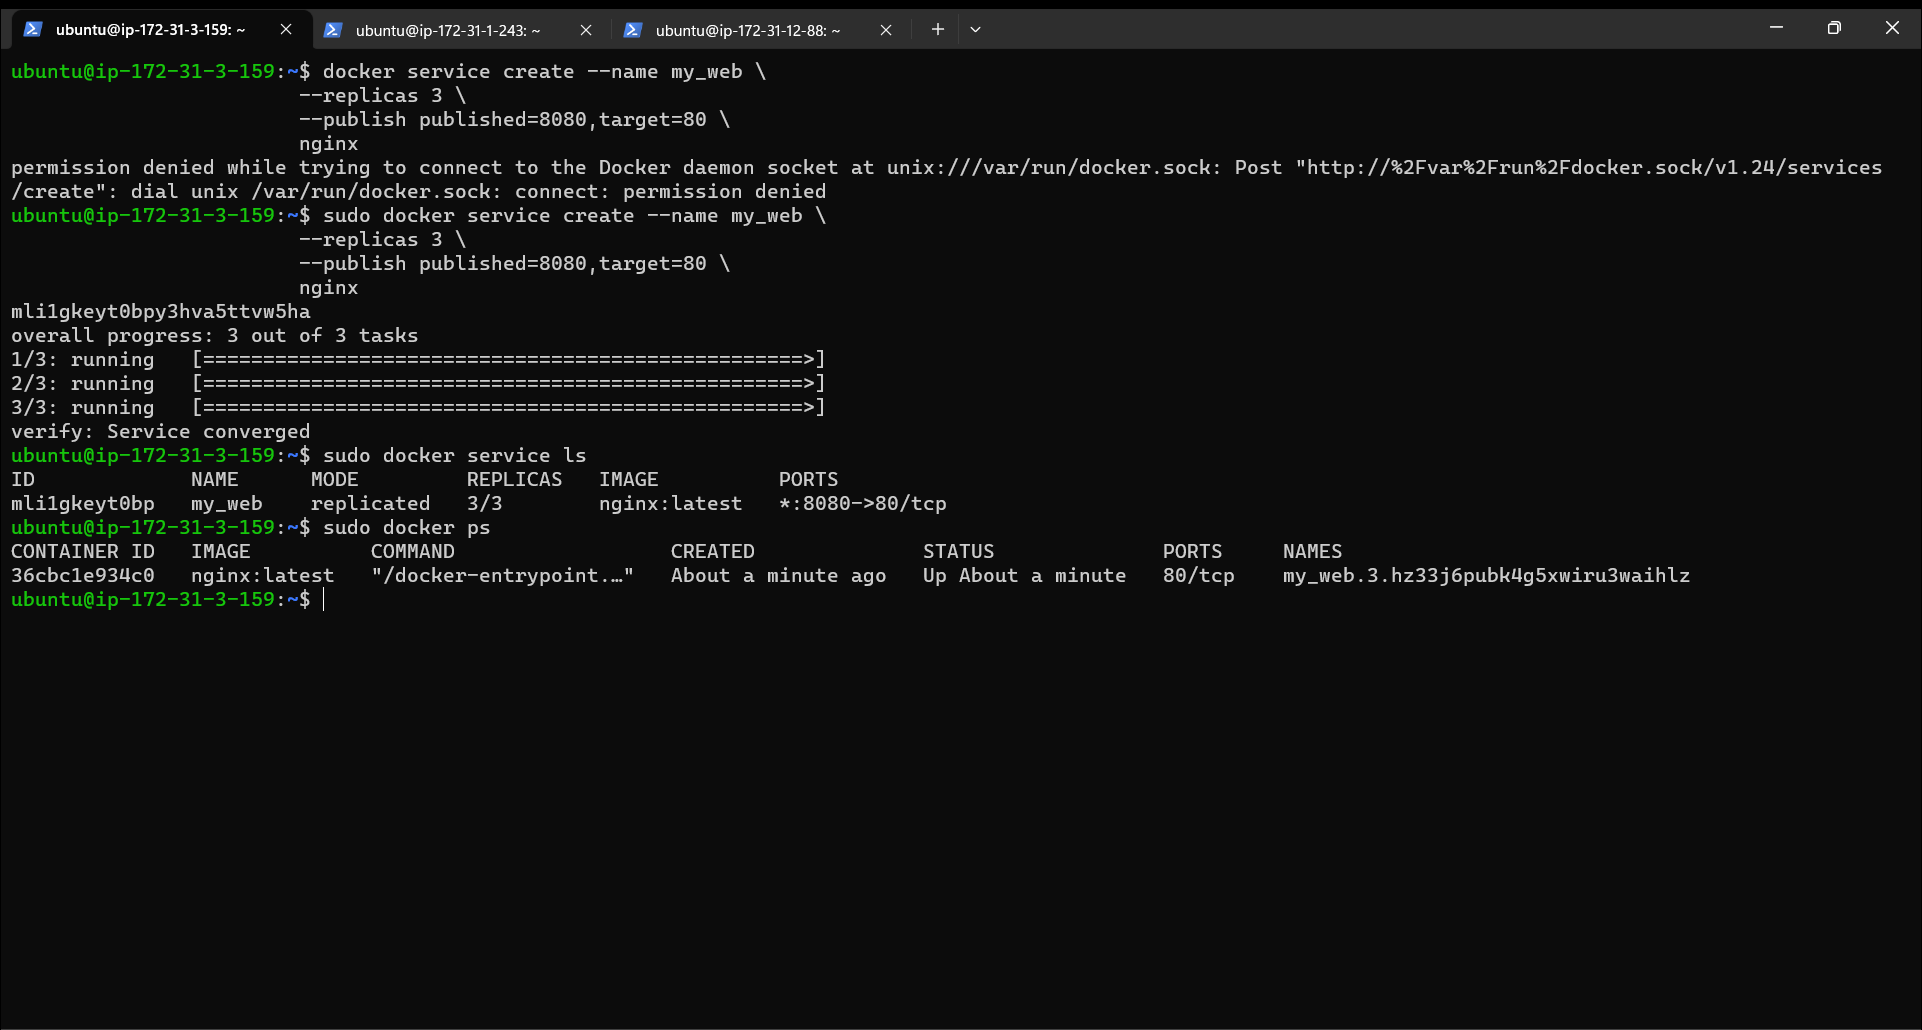 ubuntu@ip-172-31-3-159: ~
ubuntu@ip-172-31-1-243: ~
ubuntu@ip-172-31-12-88: ~
ubuntu@ip-172-31-3-159:~$ docker service create --name my_web \
--replicas 3 \
--publish published=8080,target=80 \
nginx
permission denied while trying to connect to the Docker daemon socket at unix:///var/run/docker.sock: Post "http://%2Fvar%2Frun%2Fdocker.sock/v1.24/services
/create": dial unix /var/run/docker.sock: connect: permission denied
ubuntu@ip-172-31-3-159:~$ sudo docker service create --name my_web \
--replicas 3 \
--publish published=8080,target=80 \
nginx
mli1gkeyt0bpy3hva5ttvw5ha
overall progress: 3 out of 3 tasks
1/3: running   [==================================================>]
2/3: running   [==================================================>]
3/3: running   [==================================================>]
verify: Service converged
ubuntu@ip-172-31-3-159:~$ sudo docker service ls
ID             NAME      MODE         REPLICAS   IMAGE          PORTS
mli1gkeyt0bp   my_web    replicated   3/3        nginx:latest   *:8080->80/tcp
ubuntu@ip-172-31-3-159:~$ sudo docker ps
CONTAINER ID   IMAGE          COMMAND                  CREATED              STATUS              PORTS     NAMES
36cbc1e934c0   nginx:latest   "/docker-entrypoint.…"   About a minute ago   Up About a minute   80/tcp    my_web.3.hz33j6pubk4g5xwiru3waihlz
ubuntu@ip-172-31-3-159:~$